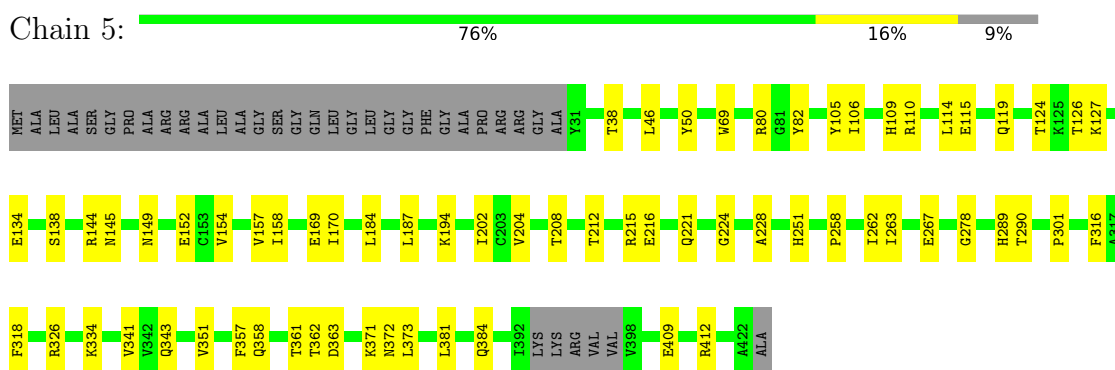 Chain 5:
76% 16% 9%
MET ALA LEU ALA ALA SER GLY PRO ALA ARG ARG ALA LEU ALA GLY SER GLY GLN LEU GLY LEU GLY GLY PHE GLY ALA PRO ARG ARG GLY ALA Y31 T38 L46 Y50 W69 R80 G81 Y82 Y105 I106 H109 R110 L114 E115 Q119 T124 K125 T126 K127
E134 S138 R144 N145 N149 E152 C153 V154 V157 I158 E169 I170 L184 L187 K194 I202 C203 V204 T208 T212 R215 E216 Q221 G224 A228 H251 P258 I262 I263 E267 G278 H289 T290 P301 F316 A317
F318 R326 K334 V341 V342 Q343 V351 F357 Q358 T361 T362 D363 K371 N372 L373 L381 Q384 I392 LYS LYS ARG VAL VAL V398 E409 R412 A422 ALA